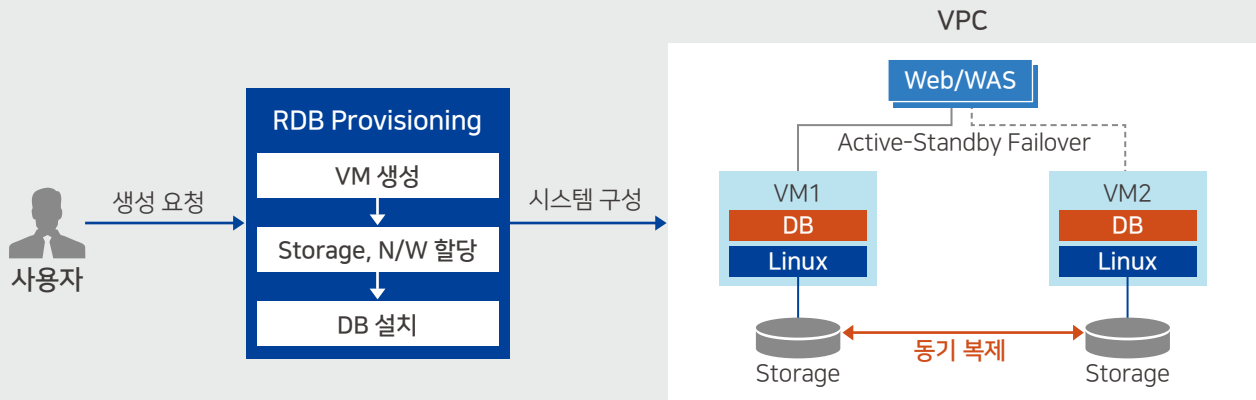 사용자
생성 요청
RDB Provisioning
VM 생성
Storage, N/W 할당
DB 설치
시스템 구성
VPC
Web/WAS
Active-Standby Failover
VM1
DB
Linux
Storage
동기 복제
VM2
DB
Linux
Storage